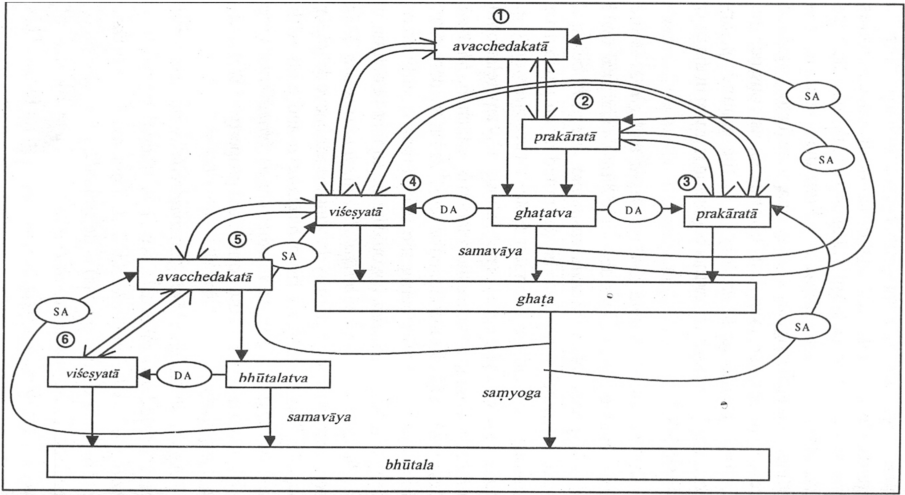 ①
avacchedakatā
SA
②
prakāratā
SA
④
③
viśeṣyatā
DA
ghaṭatva
DA
prakāratā
⑤
SA
samavāya
avacchedakatā
ghaṭa
SA
SA
⑥
viśeṣyatā
DA
bhūtalatva
saṃyoga
samavāya
bhūtala